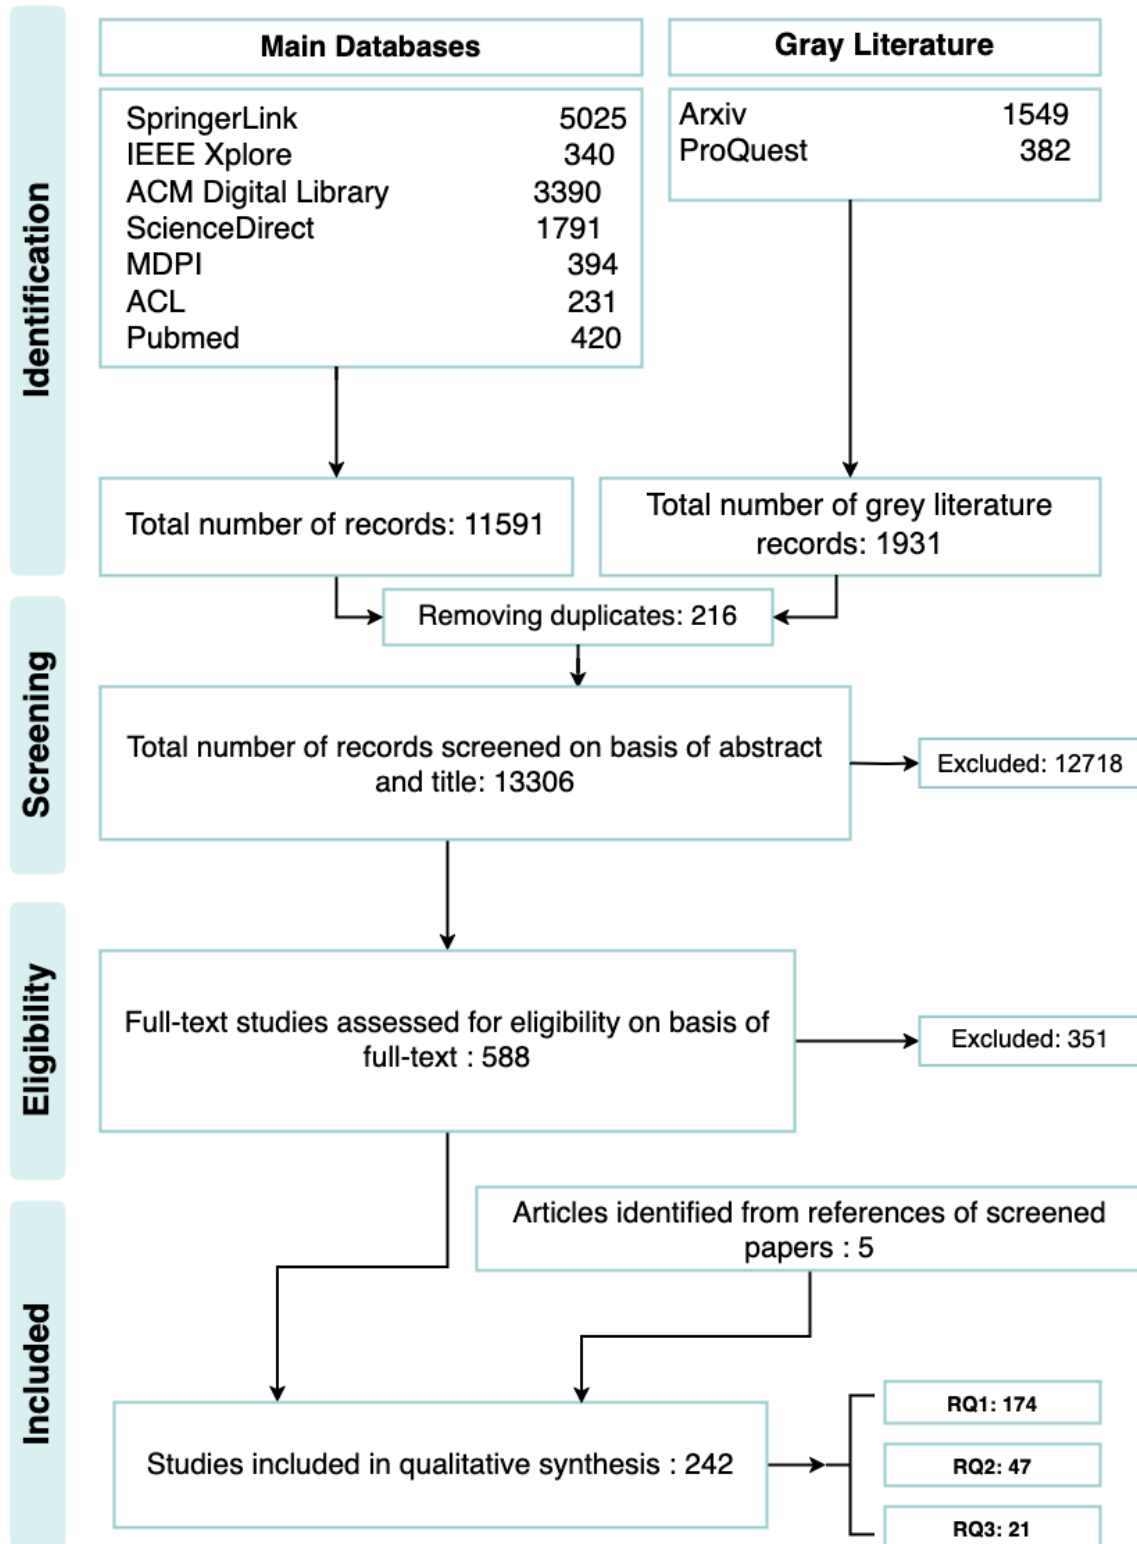 Identification
Main Databases
Gray Literature
SpringerLink 5025
IEEE Xplore 340
ACM Digital Library 3390
ScienceDirect 1791
MDPI 394
ACL 231
Pubmed 420
Arxiv 1549
ProQuest 382
Total number of records: 11591
Total number of grey literature
records: 1931
Screening
Removing duplicates: 216
Total number of records screened on basis of abstract
and title: 13306
Excluded: 12718
Eligibility
Full-text studies assessed for eligibility on basis of
full-text : 588
Excluded: 351
Included
Articles identified from references of screened
papers : 5
Studies included in qualitative synthesis : 242
RQ1: 174
RQ2: 47
RQ3: 21